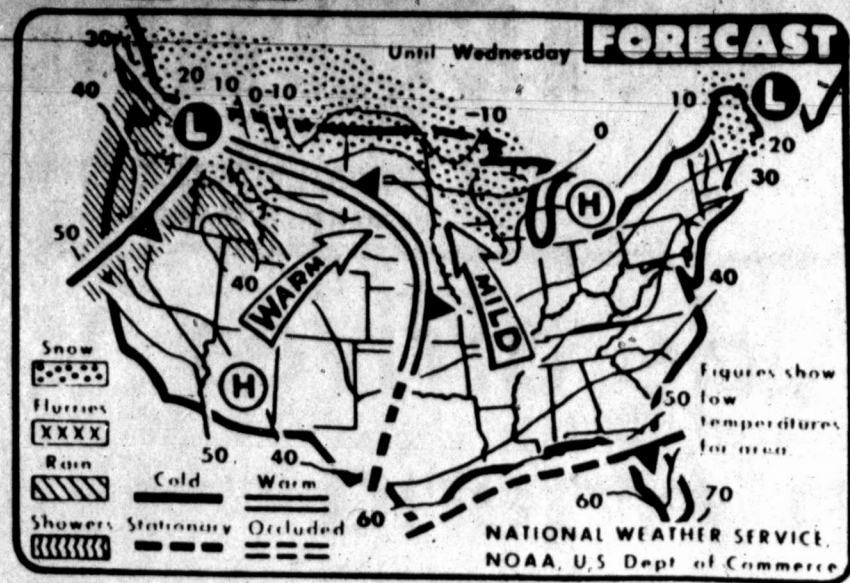 Until Wednesday FORECAST
30
40
20 10 0 -10
-10
0
10
L
L
20
30
50
H
40
WARM
MILD
40
H
Snow
Flurries
XXXX
Rain
Showers
50
40
Cold Warm
Stationary Occluded
60
60
70
50
Figures show
low
temperatures
for area.
NATIONAL WEATHER SERVICE,
NOAA, U.S Dept of Commerce